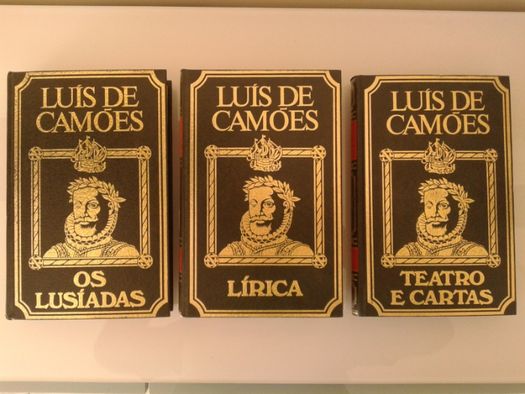 LUÍS DE
CAMÕES
OS
LUSÍADAS
LUÍS DE
CAMÕES
LÍRICA
LUÍS DE
CAMÕES
TEATRO
E CARTAS